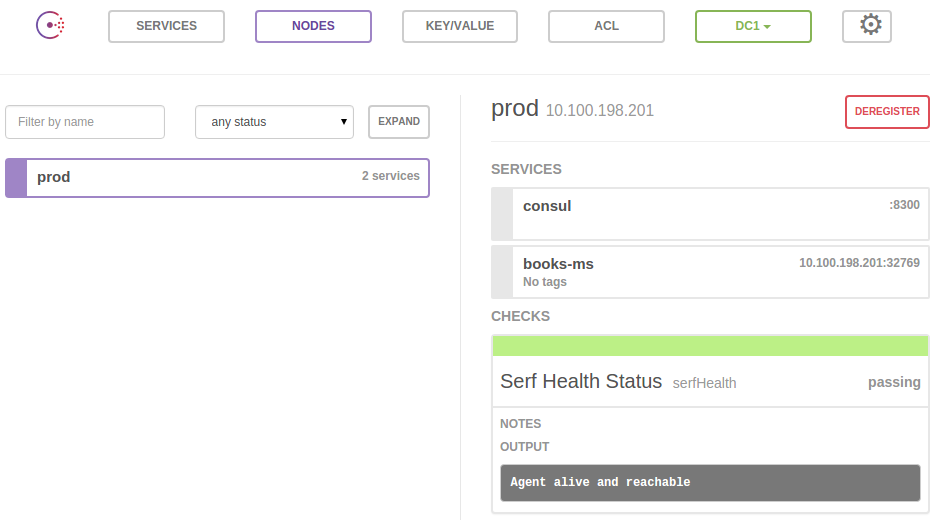 SERVICES NODES KEY/VALUE ACL DC1
Filter by name any status EXPAND
prod 2 services
prod 10.100.198.201 DEREGISTER
SERVICES
consul :8300
books-ms 10.100.198.201:32769
No tags
CHECKS
Serf Health Status serfHealth passing
NOTES
OUTPUT
Agent alive and reachable